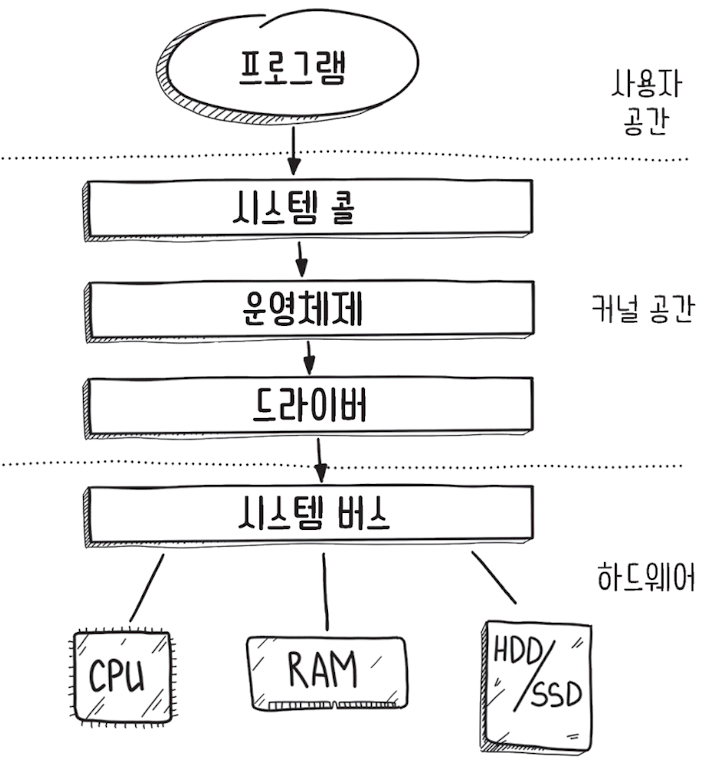 프로그램
사용자
공간
시스템 콜
운영체제
커널 공간
드라이버
시스템 버스
하드웨어
CPU
RAM
HDD/
SSD